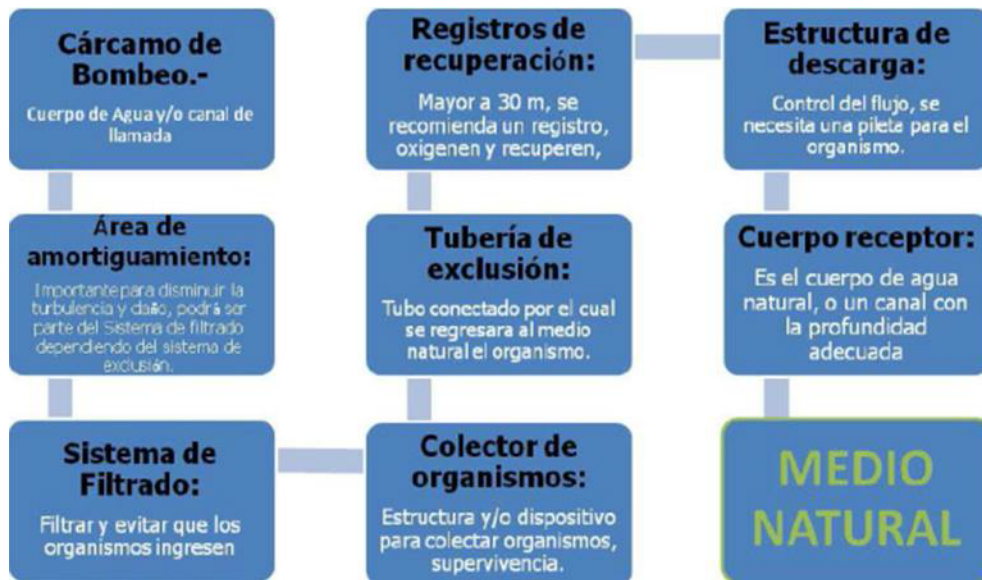 Cárcamo de
Bombeo.-
Cuerpo de Agua y/o canal de
llamada
Área de
amortiguamiento:
Importante para disminuir la
turbulencia y daño, podrá ser
parte del Sistema de filtrado
dependiendo del sistema de
exclusión.
Sistema de
Filtrado:
Filtrar y evitar que los
organismos ingresen
Colector de
organismos:
Estructura y/o dispositivo
para colectar organismos,
supervivencia.
Tubería de
exclusión:
Tubo conectado por el cual
se regresara al medio
natural el organismo.
Registros de
recuperación:
Mayor a 30 m, se
recomienda un registro,
oxigenen y recuperen,
Estructura de
descarga:
Control del flujo, se
necesita una pileta para el
organismo.
Cuerpo receptor:
Es el cuerpo de agua
natural, o un canal con
la profundidad
adecuada
MEDIO
NATURAL